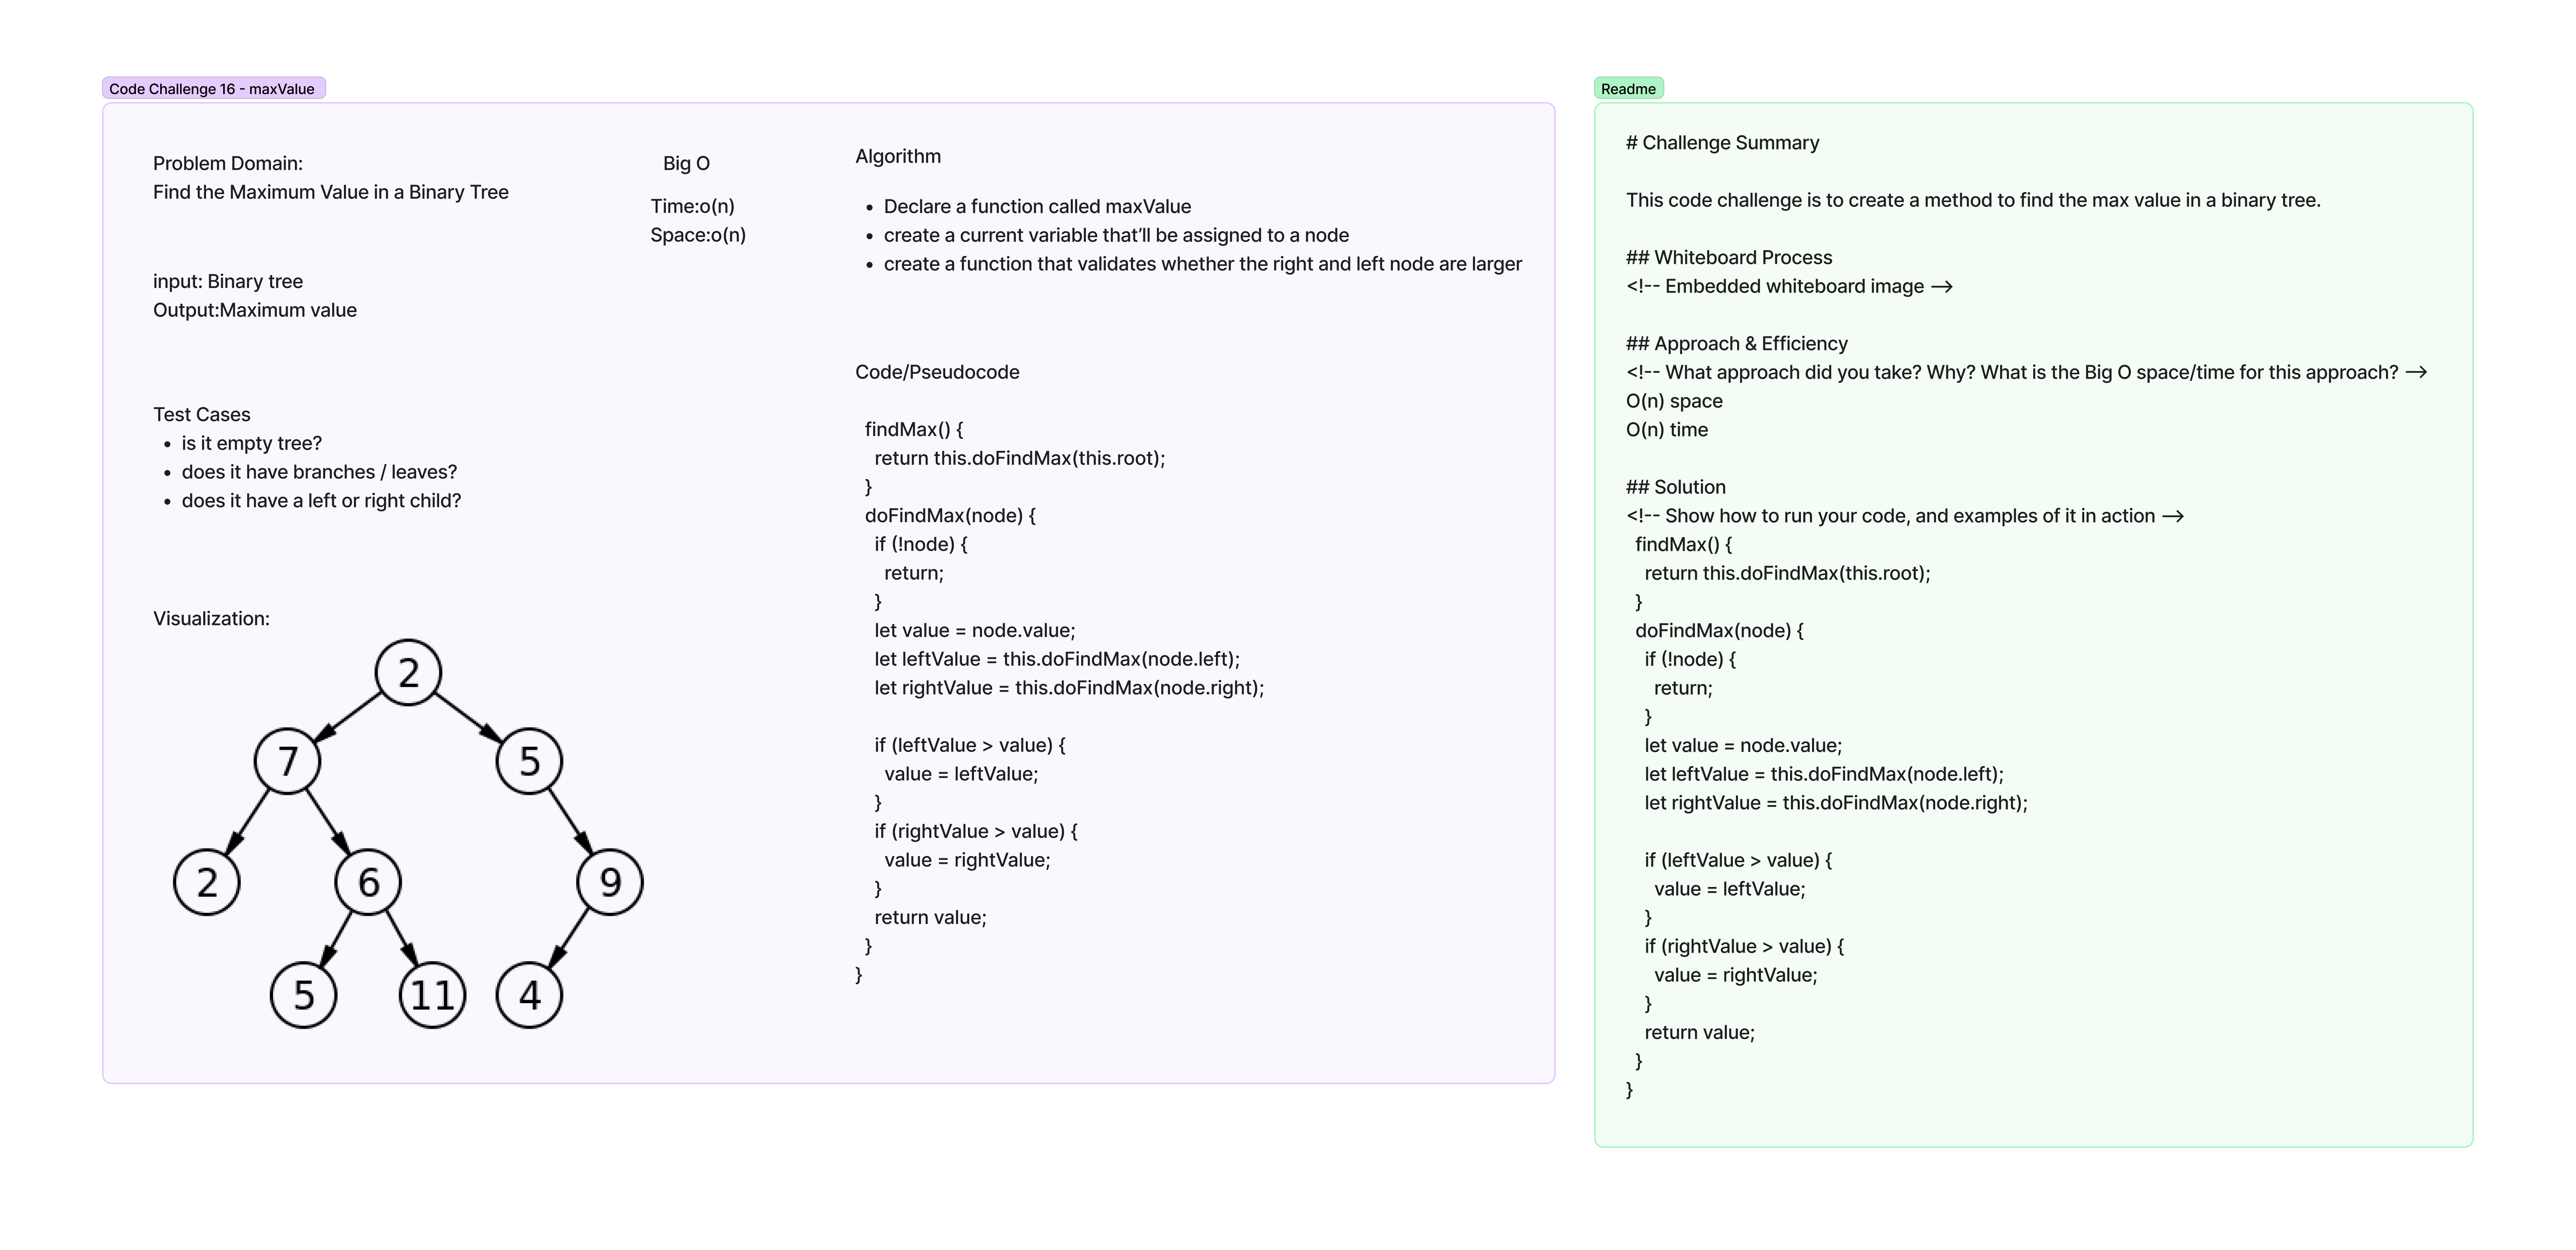 Code Challenge 16 - maxValue
Problem Domain:
Find the Maximum Value in a Binary Tree
input: Binary tree
Output:Maximum value
Test Cases
• is it empty tree?
• does it have branches / leaves?
• does it have a left or right child?
Visualization:
2
7
5
2
6
9
5
11
4
Big O
Time:o(n)
Space:o(n)
Algorithm
• Declare a function called maxValue
• create a current variable that’ll be assigned to a node
• create a function that validates whether the right and left node are larger
Code/Pseudocode
findMax() {
return this.doFindMax(this.root);
}
doFindMax(node) {
if (!node) {
return;
}
let value = node.value;
let leftValue = this.doFindMax(node.left);
let rightValue = this.doFindMax(node.right);
if (leftValue > value) {
value = leftValue;
}
if (rightValue > value) {
value = rightValue;
}
return value;
}
}
Readme
# Challenge Summary
This code challenge is to create a method to find the max value in a binary tree.
## Whiteboard Process
<!-- Embedded whiteboard image -->
## Approach & Efficiency
<!-- What approach did you take? Why? What is the Big O space/time for this approach? -->
O(n) space
O(n) time
## Solution
<!-- Show how to run your code, and examples of it in action -->
findMax() {
return this.doFindMax(this.root);
}
doFindMax(node) {
if (!node) {
return;
}
let value = node.value;
let leftValue = this.doFindMax(node.left);
let rightValue = this.doFindMax(node.right);
if (leftValue > value) {
value = leftValue;
}
if (rightValue > value) {
value = rightValue;
}
return value;
}
}